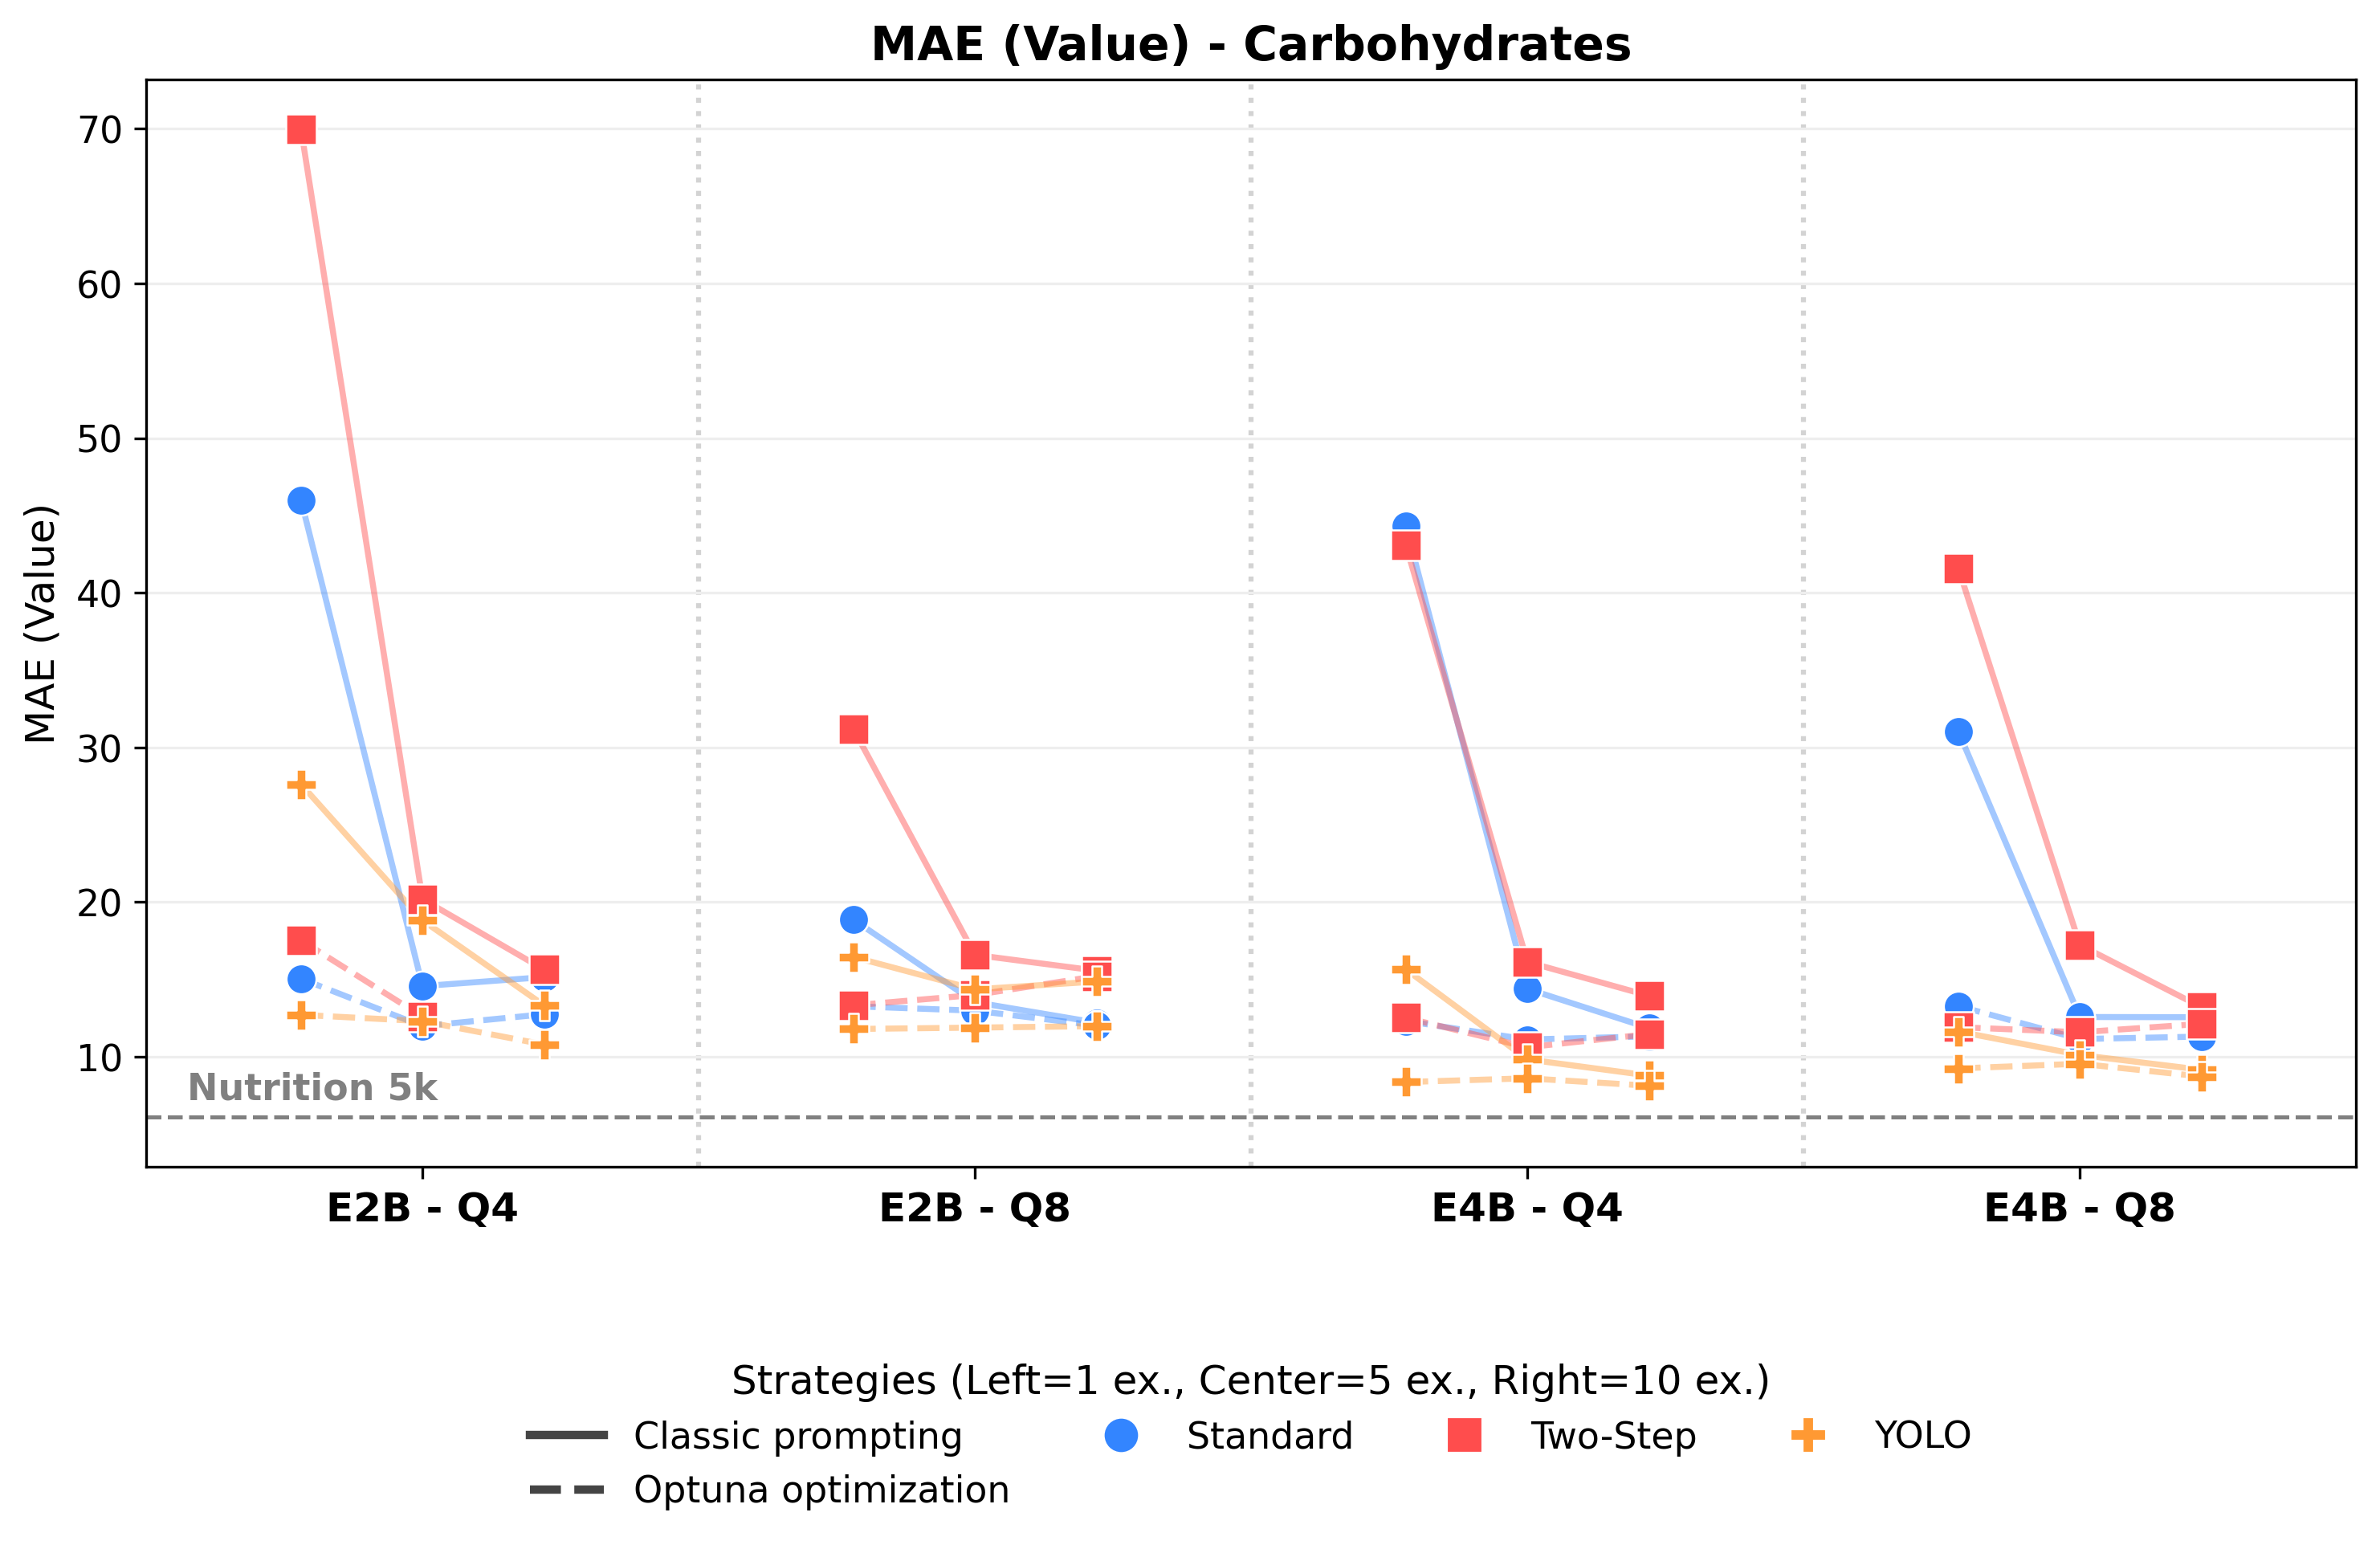 MAE (Value) - Carbohydrates
MAE (Value)
70
60
50
40
30
20
10
Nutrition 5k
E2B - Q4
E2B - Q8
E4B - Q4
E4B - Q8
Strategies (Left=1 ex., Center=5 ex., Right=10 ex.)
Classic prompting
Optuna optimization
Standard
Two-Step
YOLO